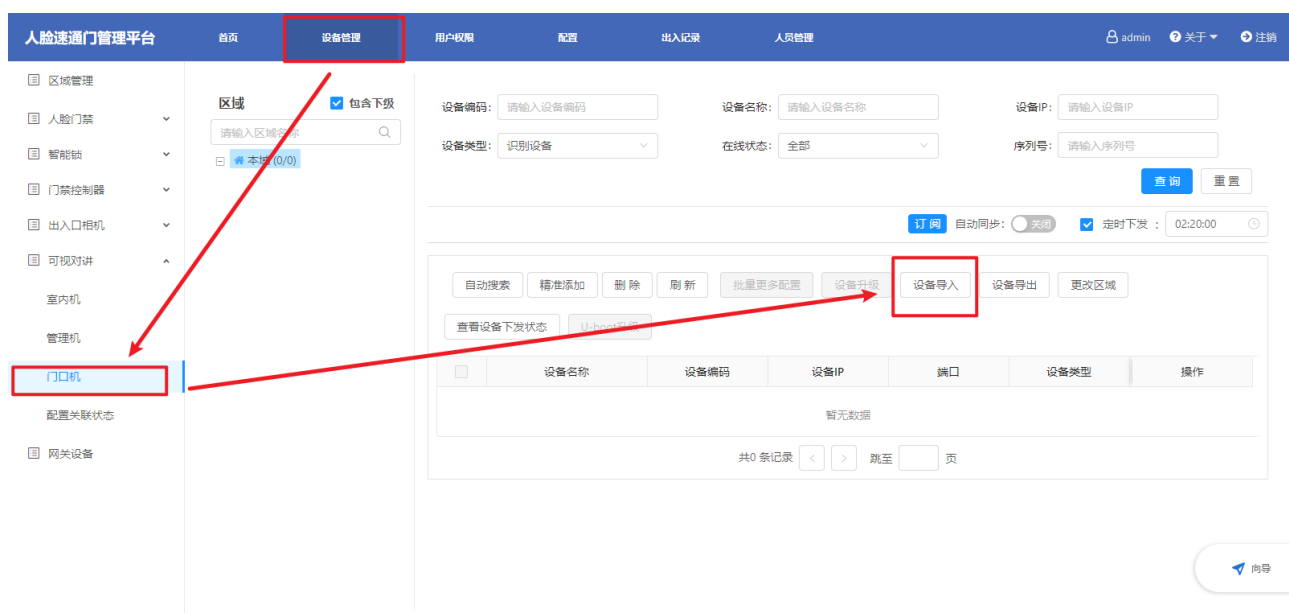 人脸速通门管理平台 首页 设备管理 用户权限 配置 出入记录 人员管理 admin 关于 注销
区域管理
人脸门禁
智能锁
门禁控制器
出入口相机
可视对讲
室内机
管理机
门口机
配置关联状态
网关设备
区域 包含下级
请输入区域名称
本域 (0/0)
设备编码: 请输入设备编码 设备名称: 请输入设备名称 设备IP: 请输入设备IP
设备类型: 识别设备 在线状态: 全部 序列号: 请输入序列号
查询 重置
订阅 自动同步: 关闭 定时下发 : 02:20:00
自动搜索 精准添加 删除 刷新 批量更多配置 设备升级 设备导入 设备导出 更改区域
查看设备下发状态 U-boot升级
设备名称 设备编码 设备IP 端口 设备类型 操作
暂无数据
共0 条记录 < > 跳至 页
向导